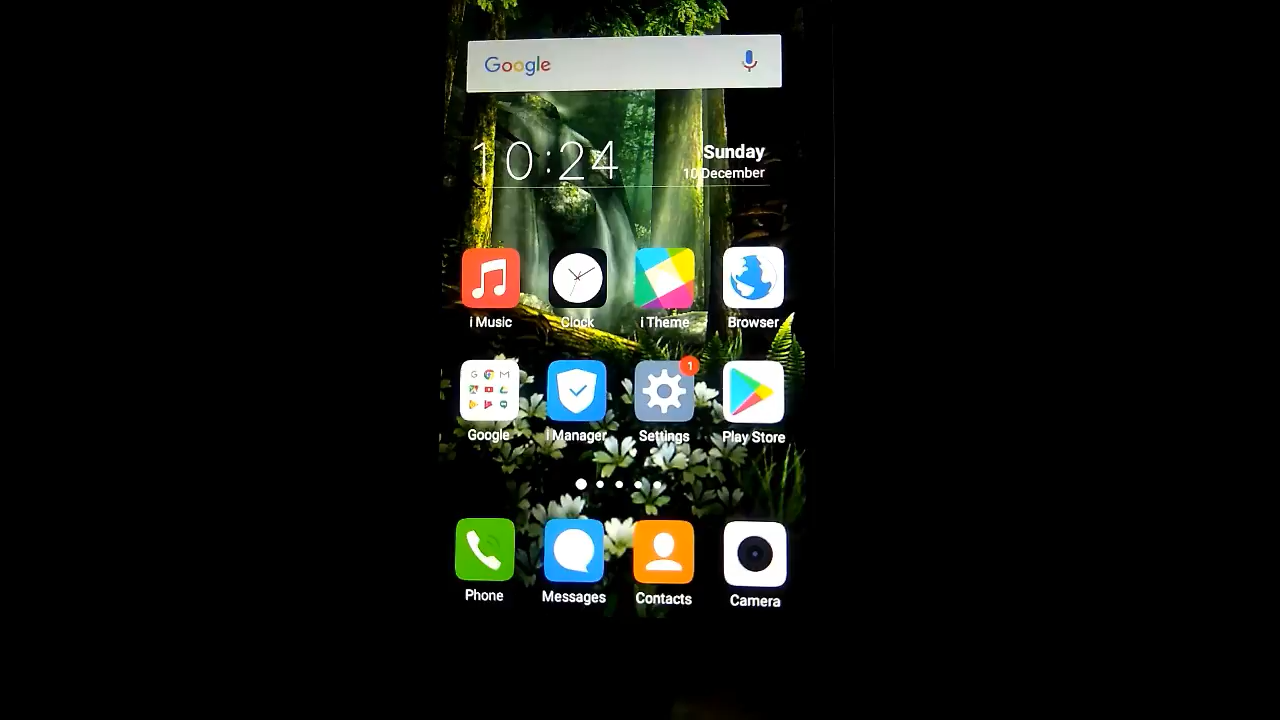 Google
10:24
Sunday
10 December
i Music
Clock
i Theme
Browser
G
M
1
Google
i Manager
Settings
Play Store
Phone
Messages
Contacts
Camera